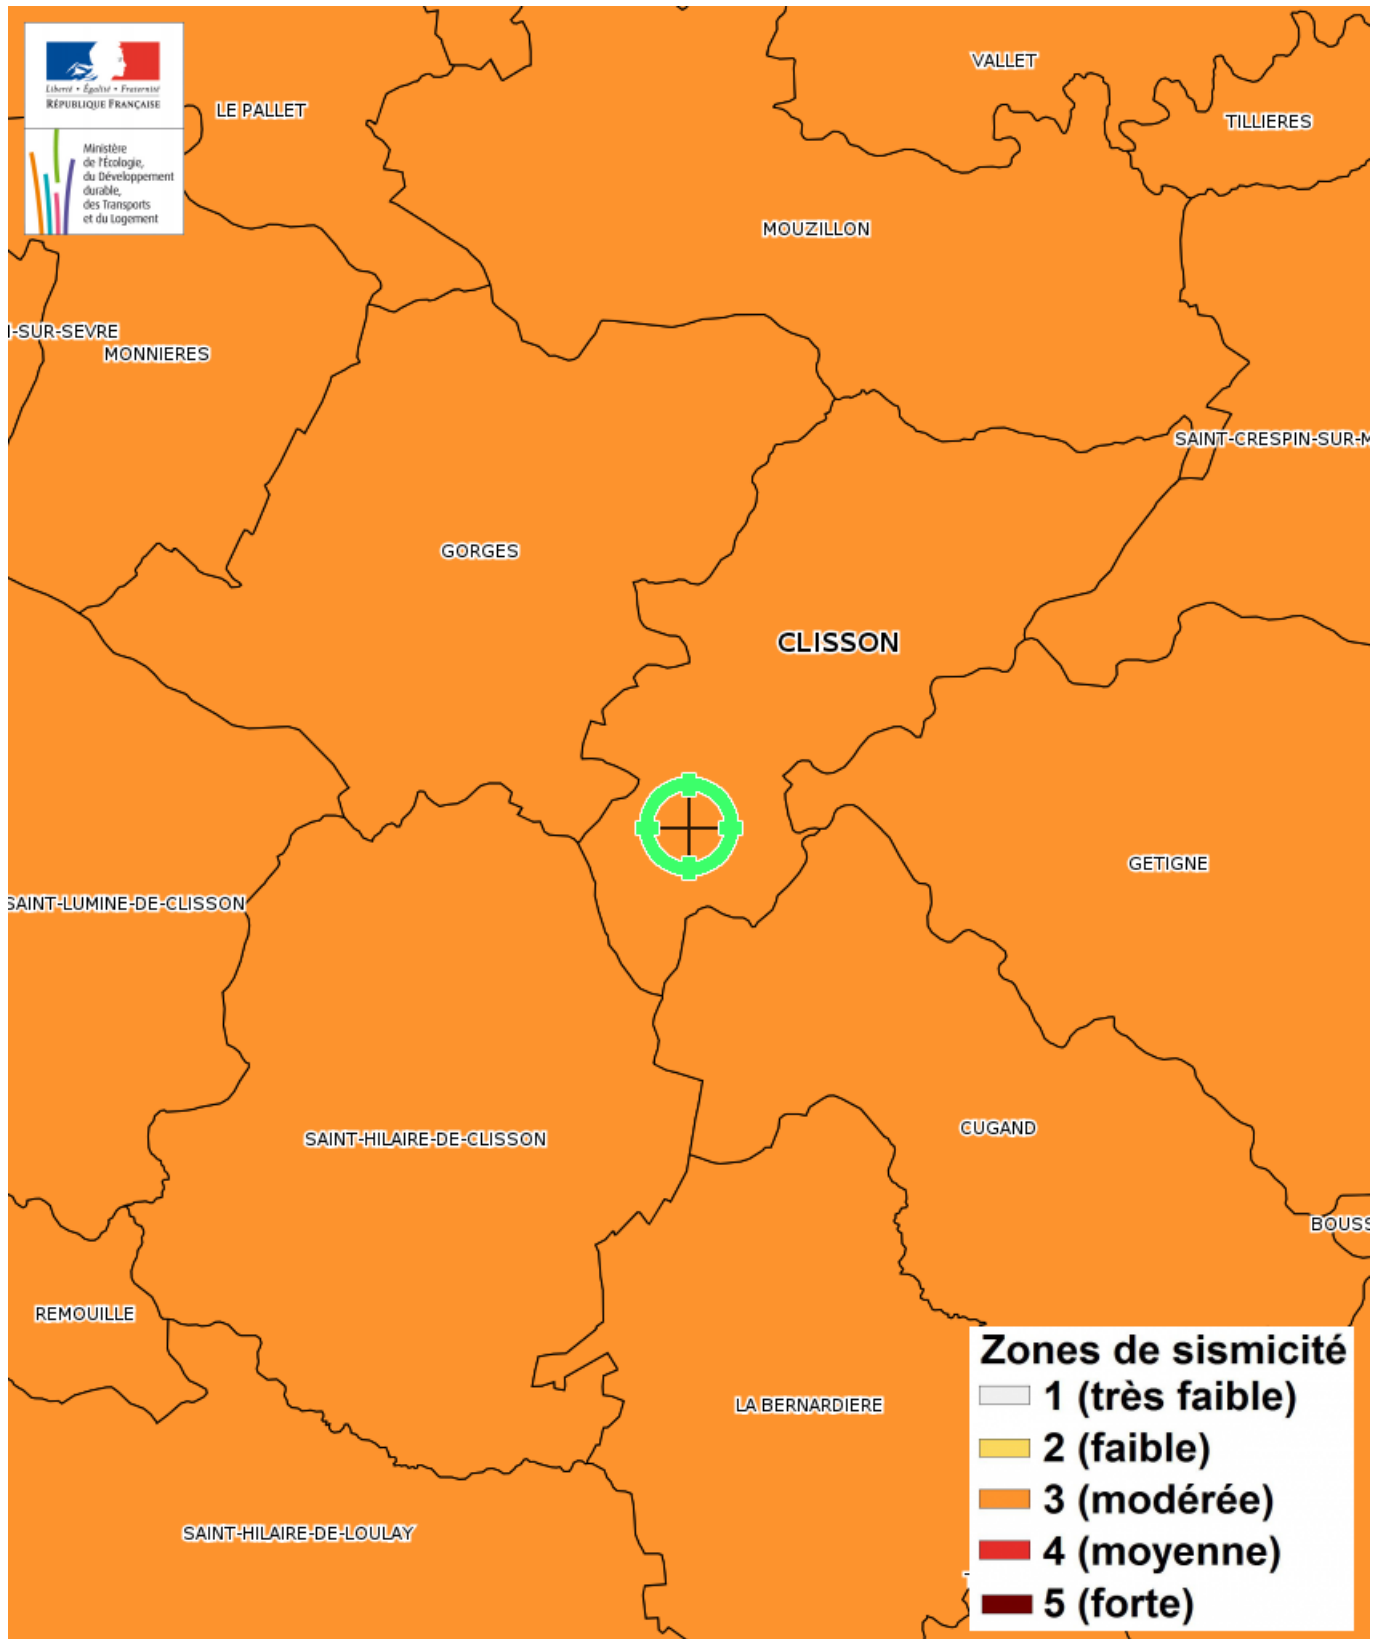 Liberté • Égalité • Fraternité
RÉPUBLIQUE FRANÇAISE
Ministère
de l'Écologie,
du Développement
durable,
des Transports
et du Logement
VALLET
LE PALLET
TILLIERES
MOUZILLON
I-SUR-SEVRE
MONNIERES
SAINT-CRESPIN-SUR-M
GORGES
CLISSON
GETIGNE
SAINT-LUMINE-DE-CLISSON
CUGAND
SAINT-HILAIRE-DE-CLISSON
BOUSS
REMOUILLE
LA BERNARDIERE
SAINT-HILAIRE-DE-LOULAY
Zones de sismicité
1 (très faible)
2 (faible)
3 (modérée)
4 (moyenne)
5 (forte)